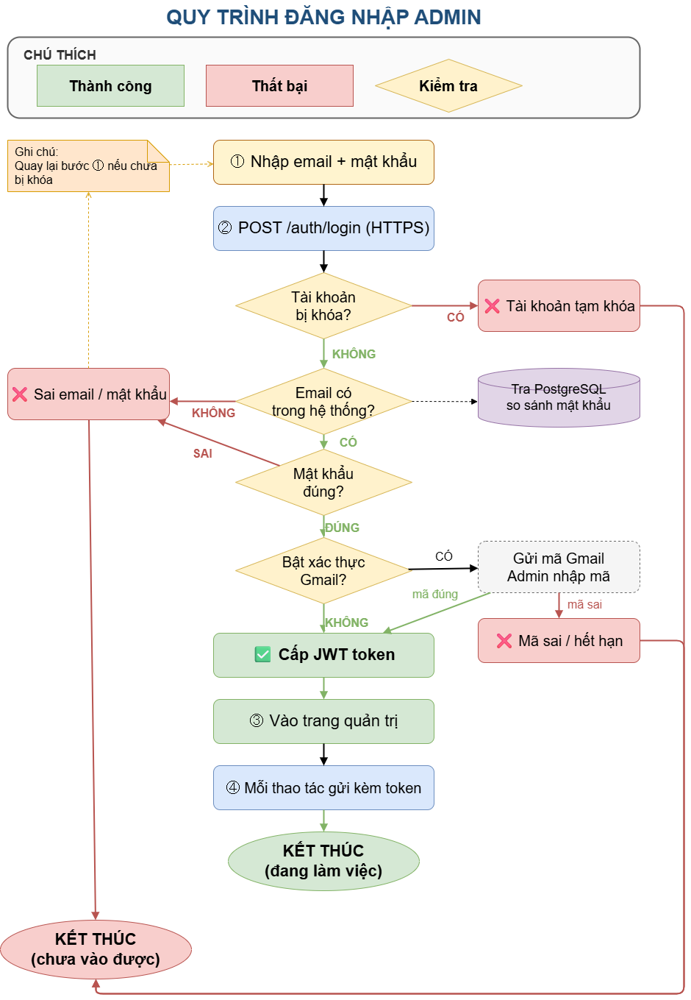 QUY TRÌNH ĐĂNG NHẬP ADMIN
CHÚ THÍCH
Thành công
Thất bại
Kiểm tra
Ghi chú:
Quay lại bước ① nếu chưa
bị khóa
① Nhập email + mật khẩu
② POST /auth/login (HTTPS)
Tài khoản
bị khóa?
CÓ
❌ Tài khoản tạm khóa
KHÔNG
❌ Sai email / mật khẩu
KHÔNG
Email có
trong hệ thống?
Tra PostgreSQL
so sánh mật khẩu
CÓ
SAI
Mật khẩu
đúng?
ĐÚNG
Bật xác thực
Gmail?
CÓ
Gửi mã Gmail
Admin nhập mã
mã đúng
mã sai
KHÔNG
❌ Mã sai / hết hạn
✅ Cấp JWT token
③ Vào trang quản trị
④ Mỗi thao tác gửi kèm token
KẾT THÚC
(đang làm việc)
KẾT THÚC
(chưa vào được)